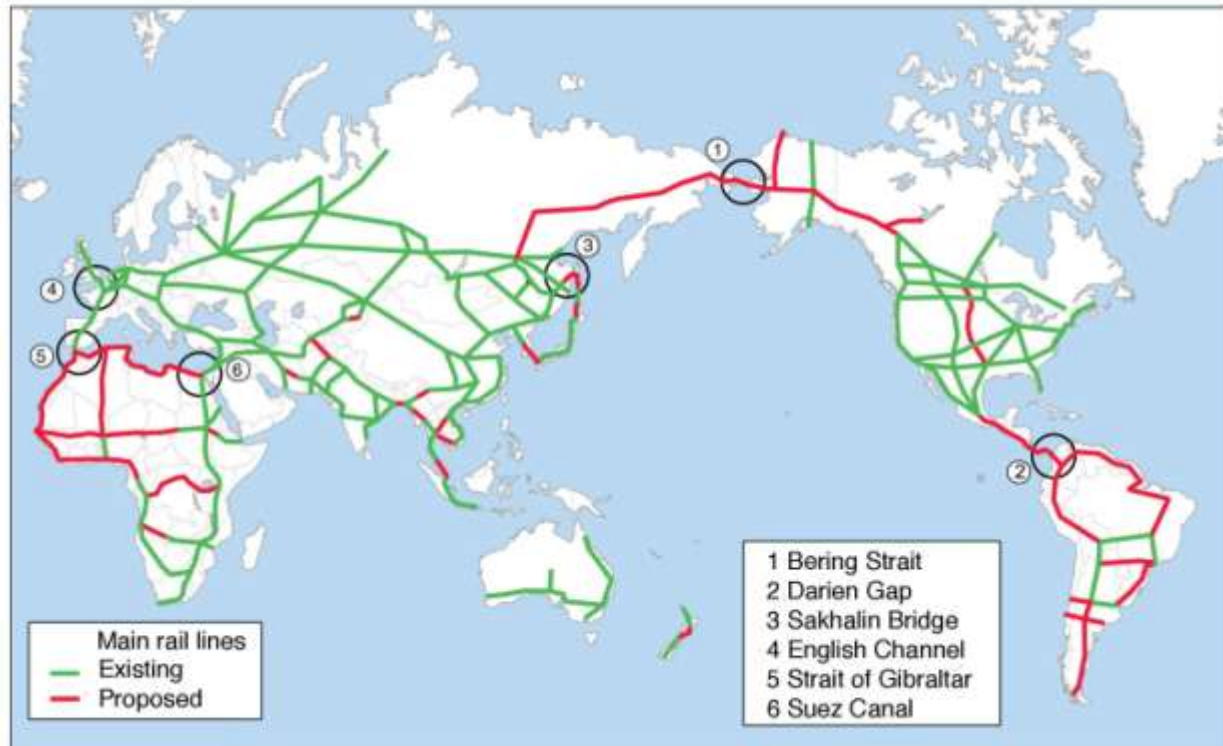 1
3
4
5
6
2
Main rail lines
Existing
Proposed
1 Bering Strait
2 Darien Gap
3 Sakhalin Bridge
4 English Channel
5 Strait of Gibraltar
6 Suez Canal